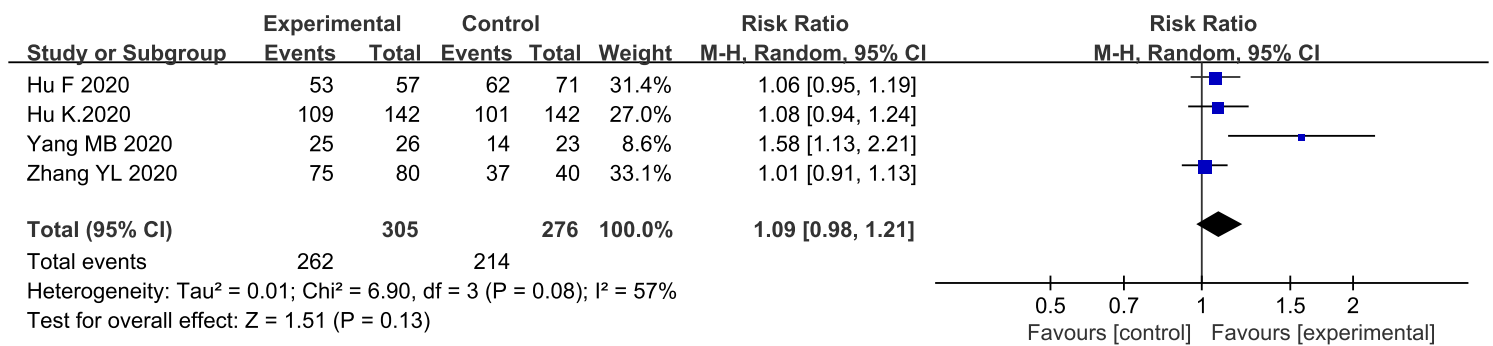 Experimental Control Risk Ratio Risk Ratio
Study or Subgroup Events Total Events Total Weight M-H, Random, 95% CI M-H, Random, 95% CI
Hu F 2020 53 57 62 71 31.4% 1.06 [0.95, 1.19]
Hu K.2020 109 142 101 142 27.0% 1.08 [0.94, 1.24]
Yang MB 2020 25 26 14 23 8.6% 1.58 [1.13, 2.21]
Zhang YL 2020 75 80 37 40 33.1% 1.01 [0.91, 1.13]
Total (95% CI) 305 276 100.0% 1.09 [0.98, 1.21]
Total events 262 214
Heterogeneity: Tau² = 0.01; Chi² = 6.90, df = 3 (P = 0.08); I² = 57%
Test for overall effect: Z = 1.51 (P = 0.13)
0.5 0.7 1 1.5 2
Favours [control] Favours [experimental]